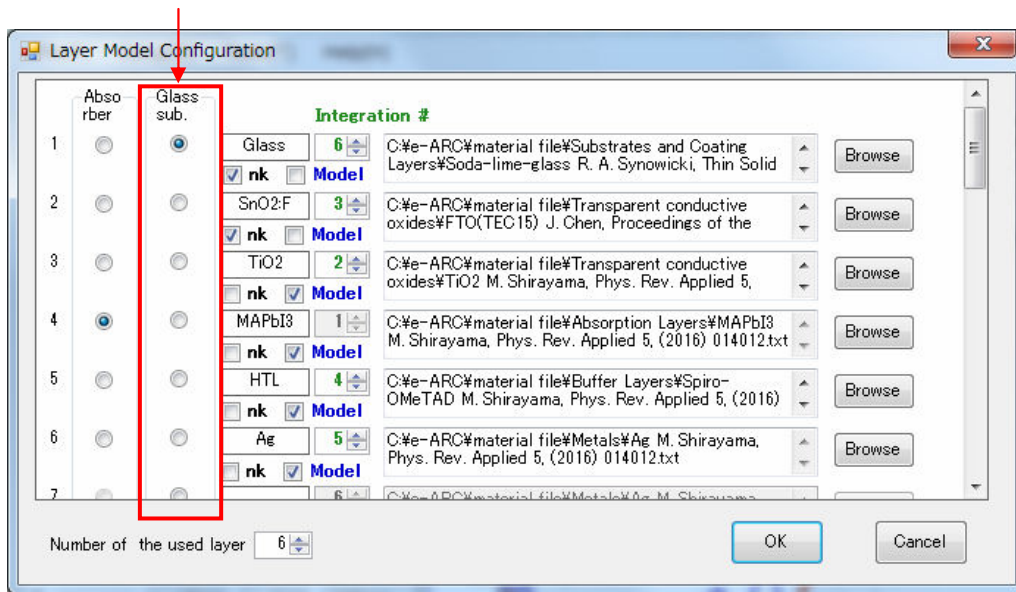 Layer Model Configuration
Abso
rber
Glass
sub.
Integration #
1
Glass
6
C:¥e-ARC¥material file¥Substrates and Coating
Layers¥Soda-lime-glass R. A. Synowicki, Thin Solid
Browse
nk
Model
2
SnO2:F
3
C:¥e-ARC¥material file¥Transparent conductive
oxides¥FTO(TEC15) J. Chen, Proceedings of the
Browse
nk
Model
3
TiO2
2
C:¥e-ARC¥material file¥Transparent conductive
oxides¥TiO2 M. Shirayama, Phys. Rev. Applied 5,
Browse
nk
Model
4
MAPbI3
1
C:¥e-ARC¥material file¥Absorption Layers¥MAPbI3
M. Shirayama, Phys. Rev. Applied 5, (2016) 014012.txt
Browse
nk
Model
5
HTL
4
C:¥e-ARC¥material file¥Buffer Layers¥Spiro-
OMeTAD M. Shirayama, Phys. Rev. Applied 5, (2016)
Browse
nk
Model
6
Ag
5
C:¥e-ARC¥material file¥Metals¥Ag M. Shirayama,
Phys. Rev. Applied 5, (2016) 014012.txt
Browse
nk
Model
7
6
C:¥e-ARC¥material file¥Metals¥Ag M. Shirayama
Number of the used layer
6
OK
Cancel